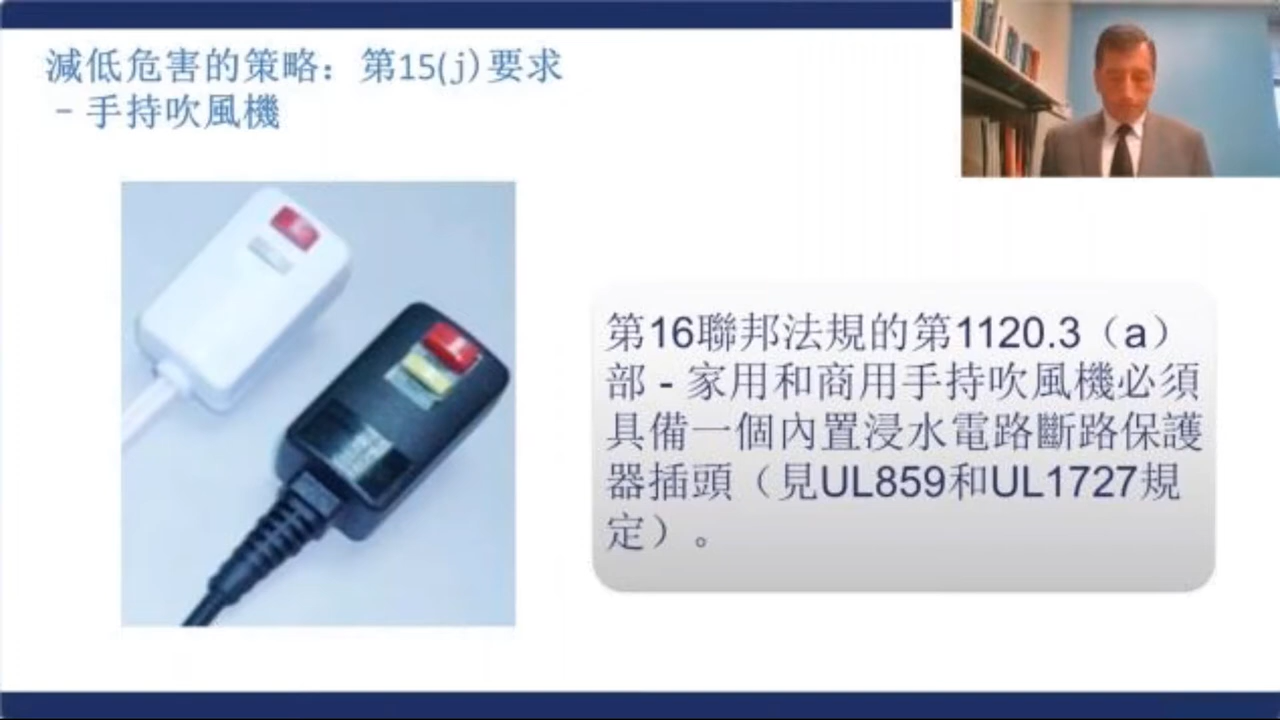 減低危害的策略：第15(j)要求
－手持吹風機
第16聯邦法規的第1120.3（a）
部 - 家用和商用手持吹風機必須
具備一個內置浸水電路斷路保護
器插頭（見UL859和UL1727規
定）。